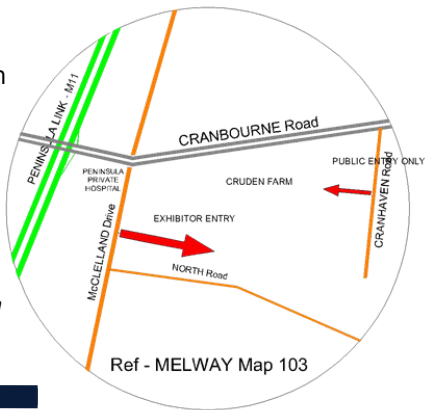 CRANBOURNE Road
PENINSULA LINK - M11
PENINSULA
PRIVATE
HOSPITAL
PUBLIC ENTRY ONLY
CRUDEN FARM
CRANHAVEN Road
EXHIBITOR ENTRY
McCLELLAND Drive
NORTH Road
Ref - MELWAY Map 103